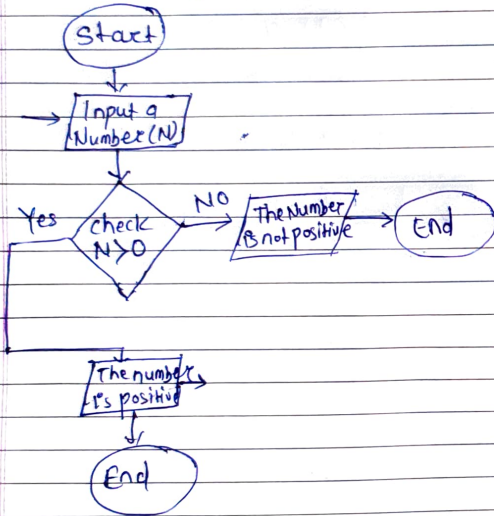 Start
Input a
Number(N)
Yes
check
N>0
NO
The Number
is not positive
End
The number
is positive
End